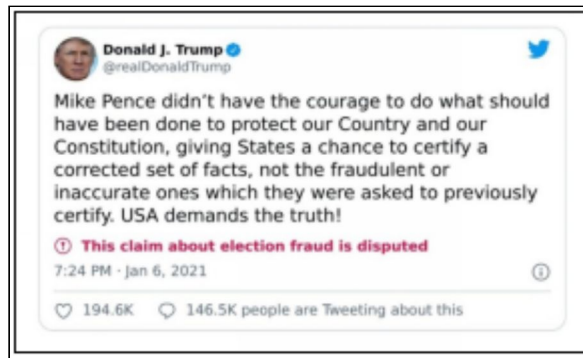 Donald J. Trump
@realDonaldTrump
Mike Pence didn't have the courage to do what should
have been done to protect our Country and our
Constitution, giving States a chance to certify a
corrected set of facts, not the fraudulent or
inaccurate ones which they were asked to previously
certify. USA demands the truth!
This claim about election fraud is disputed
7:24 PM · Jan 6, 2021
194.6K 146.5K people are Tweeting about this